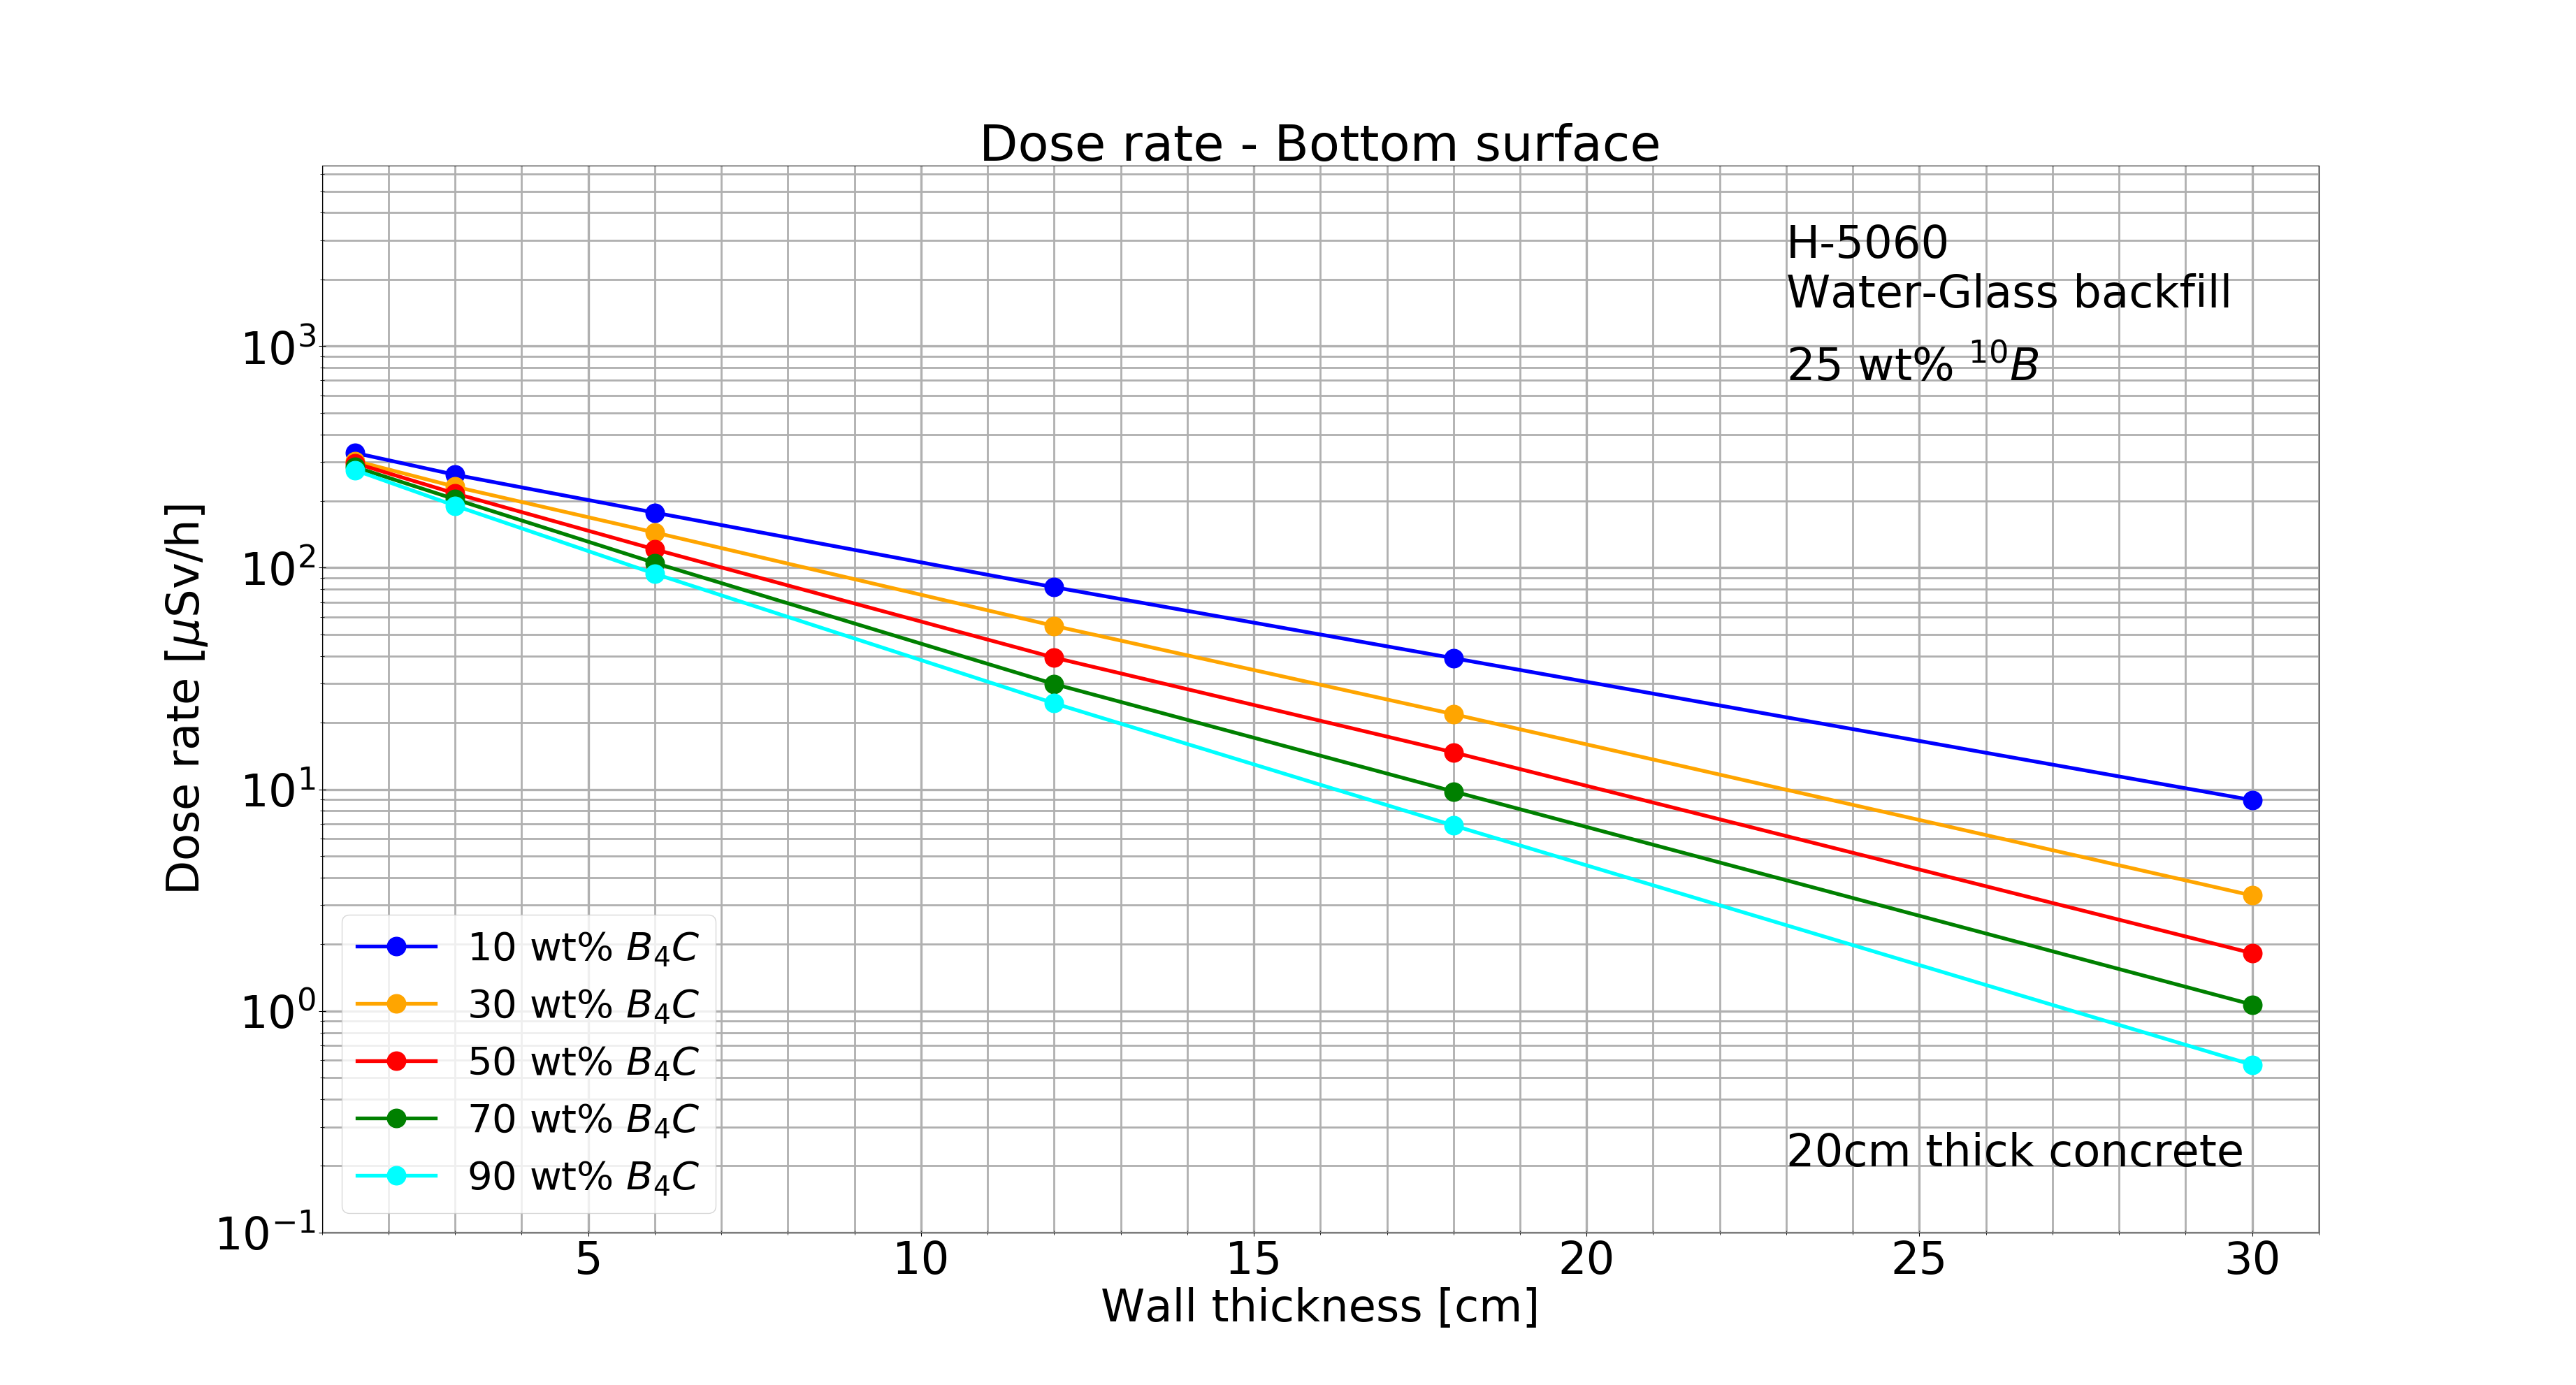 Dose rate - Bottom surface
Dose rate [μSv/h]
10³
10²
10¹
10⁰
10⁻¹
H-5060
Water-Glass backfill
25 wt% ¹⁰B
10 wt% B₄C
30 wt% B₄C
50 wt% B₄C
70 wt% B₄C
90 wt% B₄C
20cm thick concrete
5 10 15 20 25 30
Wall thickness [cm]